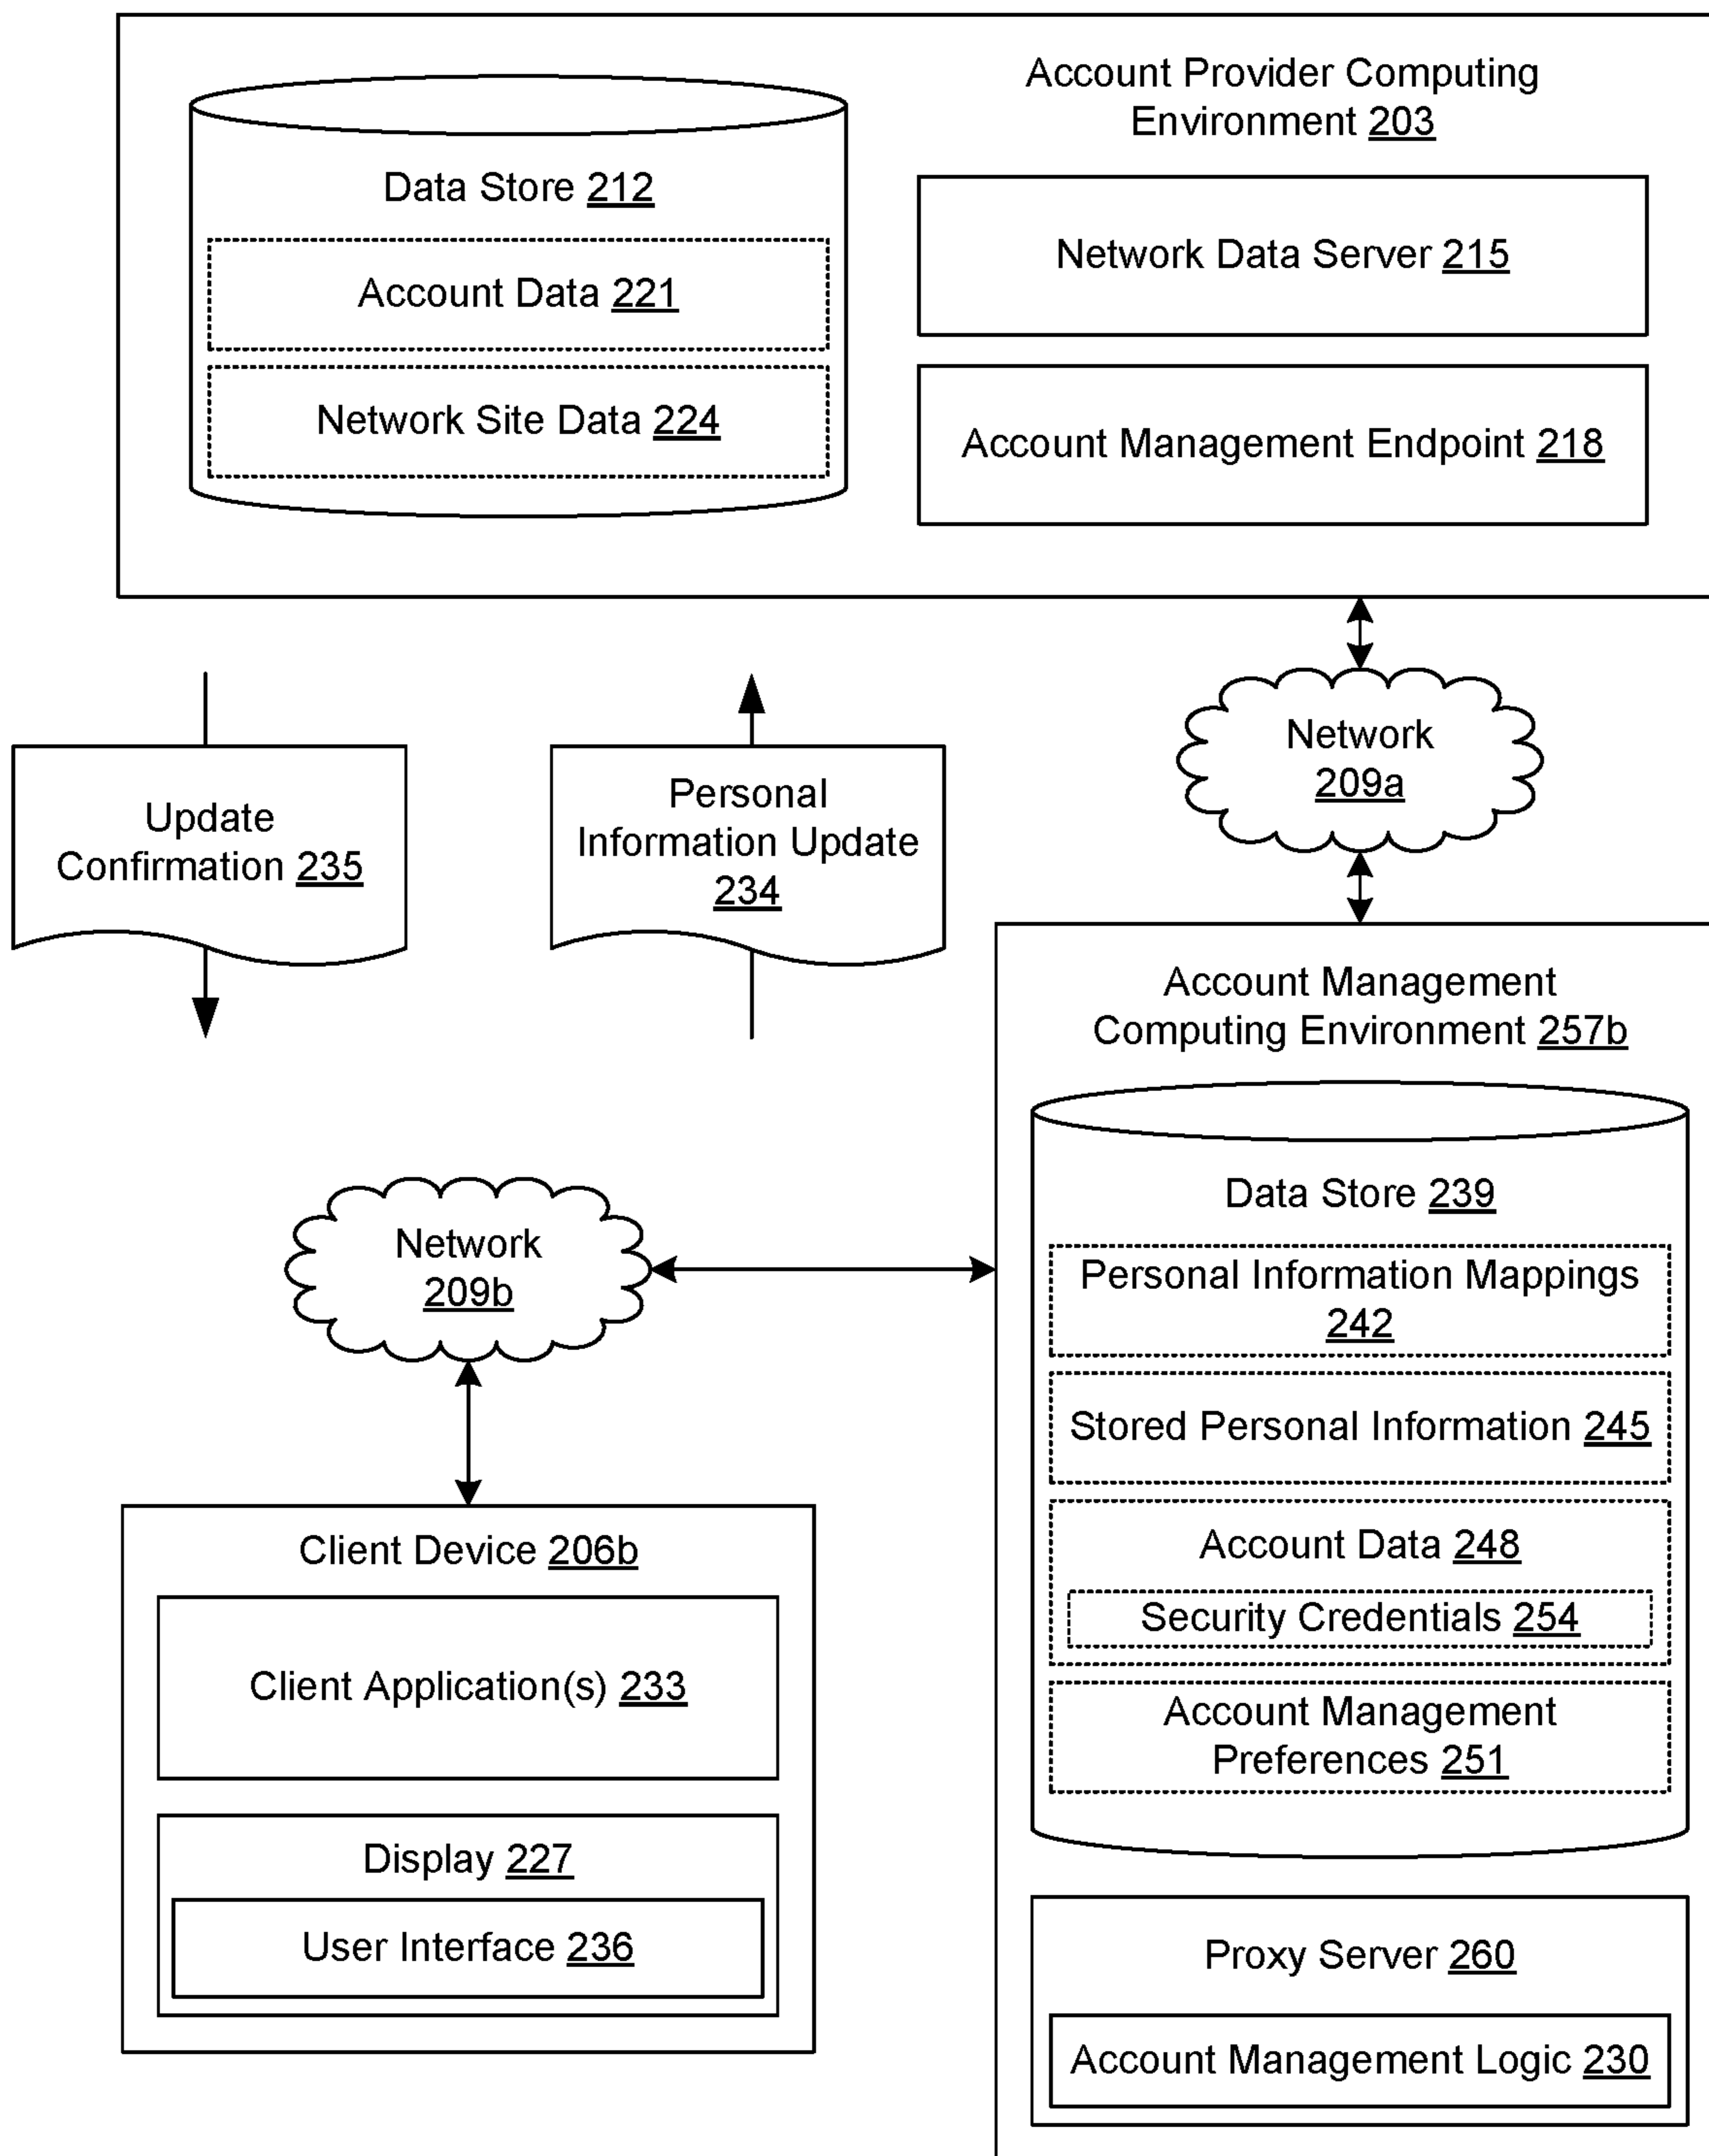 Account Provider Computing
Environment 203
Data Store 212
Account Data 221
Network Site Data 224
Network Data Server 215
Account Management Endpoint 218
Update
Confirmation 235
Personal
Information Update
234
Network
209a
Account Management
Computing Environment 257b
Data Store 239
Personal Information Mappings
242
Stored Personal Information 245
Account Data 248
Security Credentials 254
Account Management
Preferences 251
Proxy Server 260
Account Management Logic 230
Network
209b
Client Device 206b
Client Application(s) 233
Display 227
User Interface 236